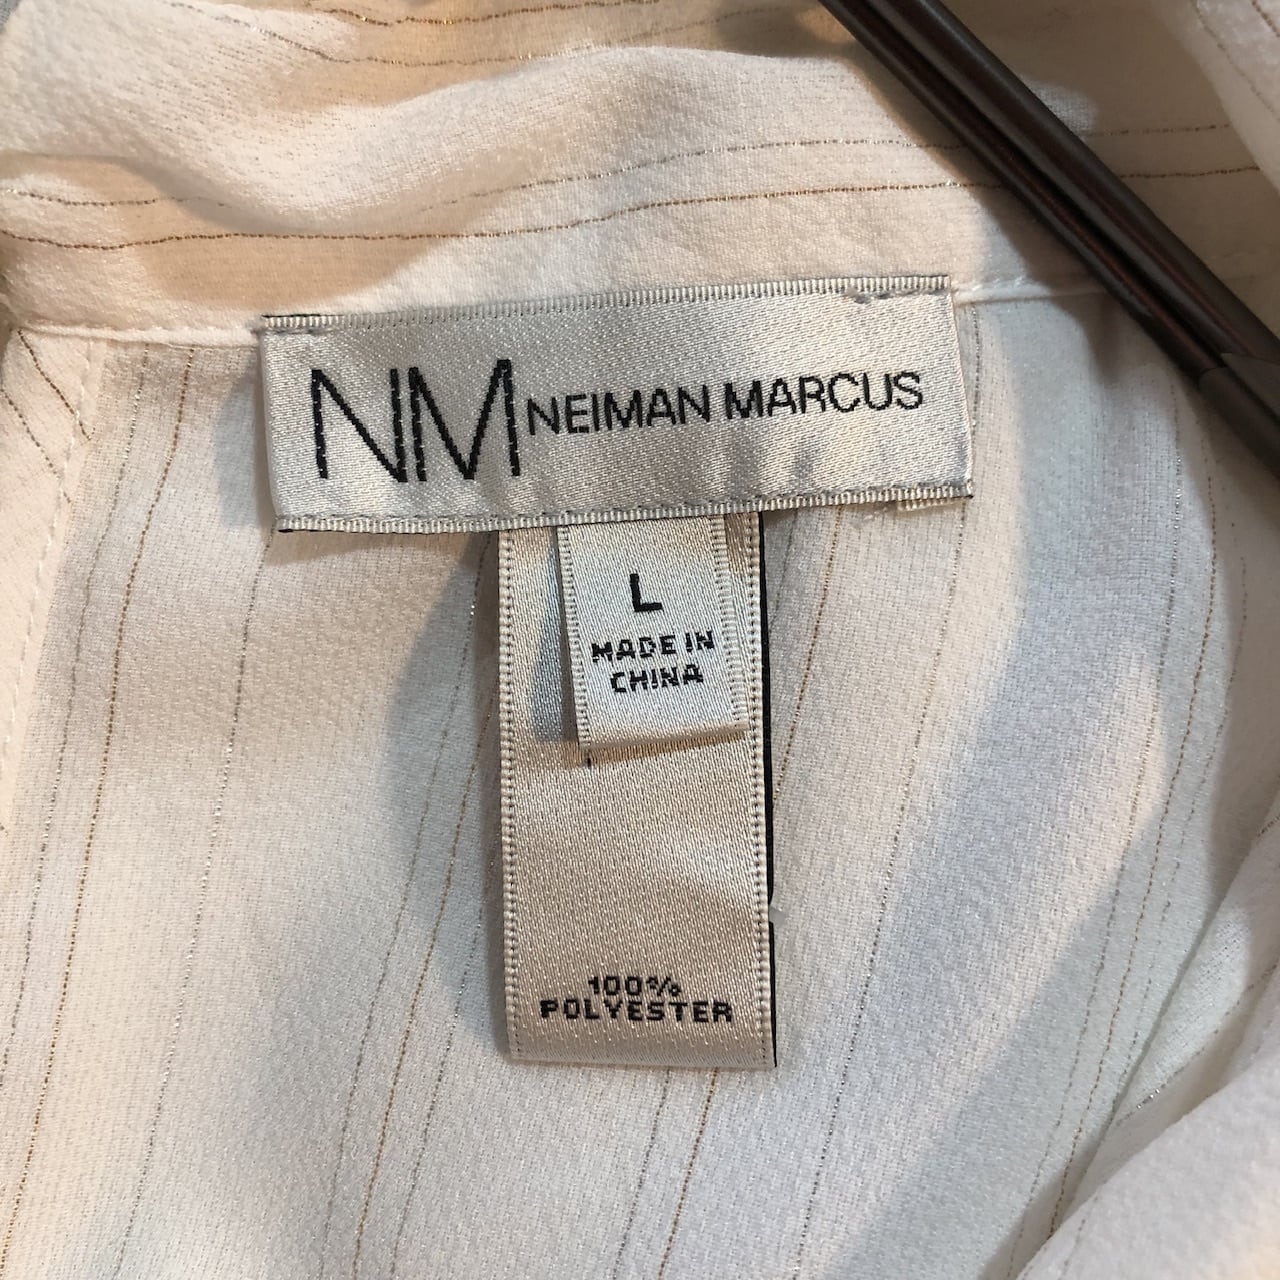 NM NEIMAN MARCUS
L
MADE IN
CHINA
100%
POLYESTER